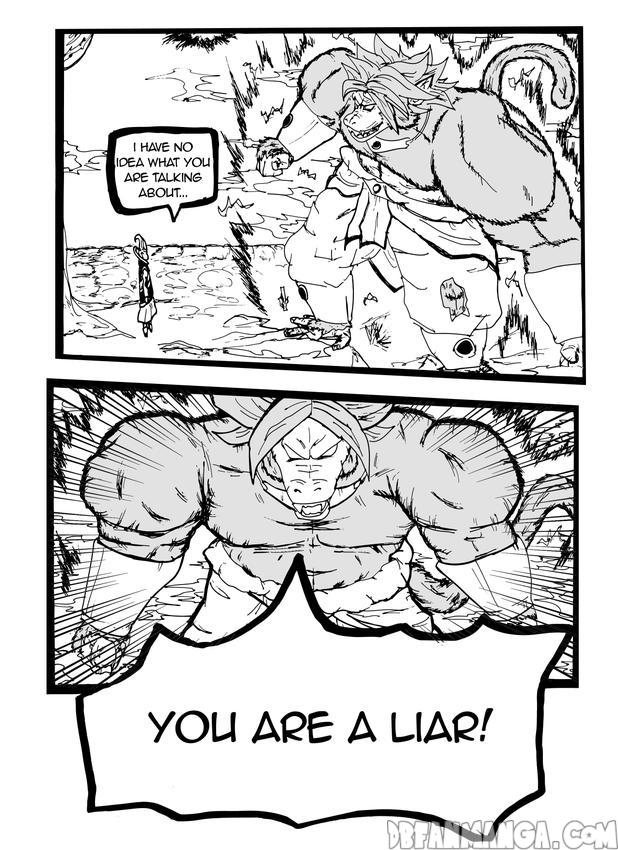 I HAVE NO
IDEA WHAT YOU
ARE TALKING
ABOUT...
YOU ARE A LIAR!
DBFANMANGA.COM